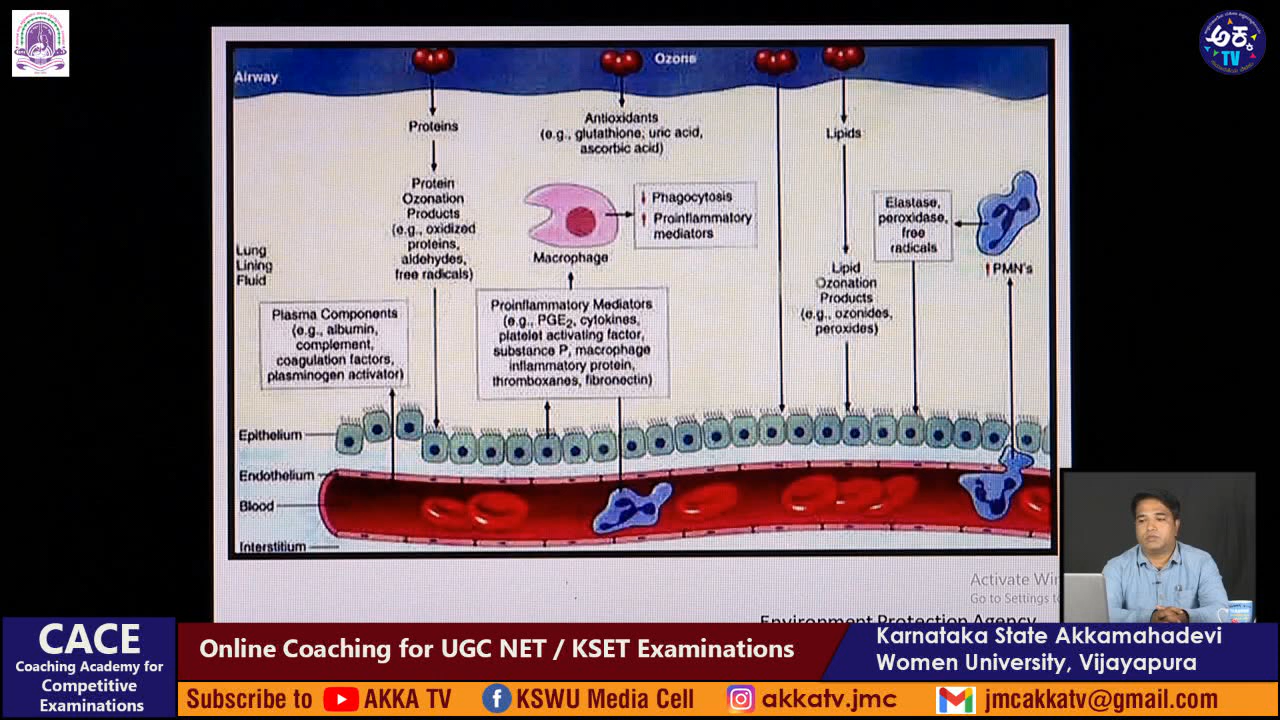 ಅಕ್ಕ
TV
Airway
Ozone
Proteins
Antioxidants
(e.g., glutathione, uric acid,
ascorbic acid)
Lipids
Protein
Ozonation
Products
(e.g., oxidized
proteins,
aldehydes,
free radicals)
Phagocytosis
Proinflammatory
mediators
Macrophage
Elastase,
peroxidase,
free
radicals
PMN's
Lung
Lining
Fluid
Lipid
Ozonation
Products
(e.g., ozonides,
peroxides)
Plasma Components
(e.g., albumin,
complement,
coagulation factors,
plasminogen activator)
Proinflammatory Mediators
(e.g., PGE2, cytokines,
platelet activating factor,
substance P, macrophage
inflammatory protein,
thromboxanes, fibronectin)
Epithelium
Endothelium
Blood
Interstitium
Activate Wi
Go to Settings t
Environment Protection Agency
CACE
Coaching Academy for
Competitive
Examinations
Online Coaching for UGC NET / KSET Examinations
Karnataka State Akkamahadevi
Women University, Vijayapura
Subscribe to AKKA TV KSWU Media Cell akkatv.jmc jmcakkatv@gmail.com